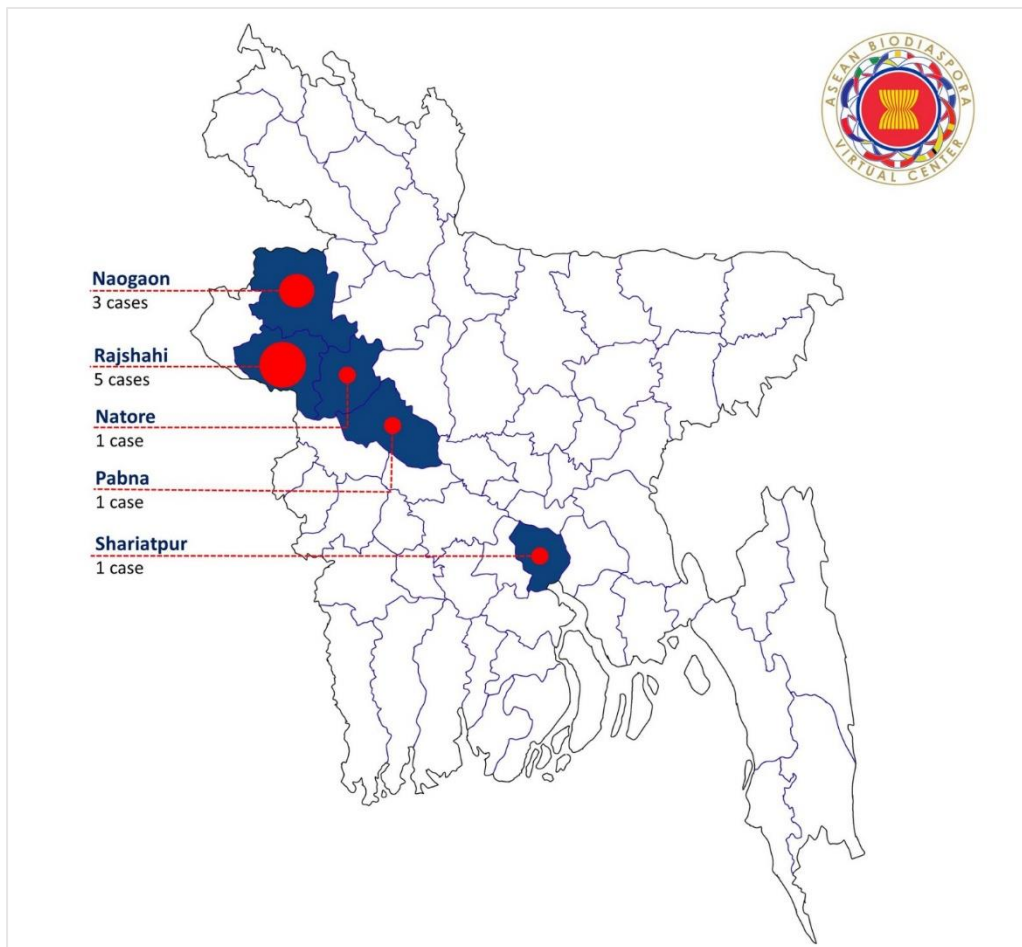 ASEAN BIODIASPORA
VIRTUAL CENTER
Naogaon
3 cases
Rajshahi
5 cases
Natore
1 case
Pabna
1 case
Shariatpur
1 case